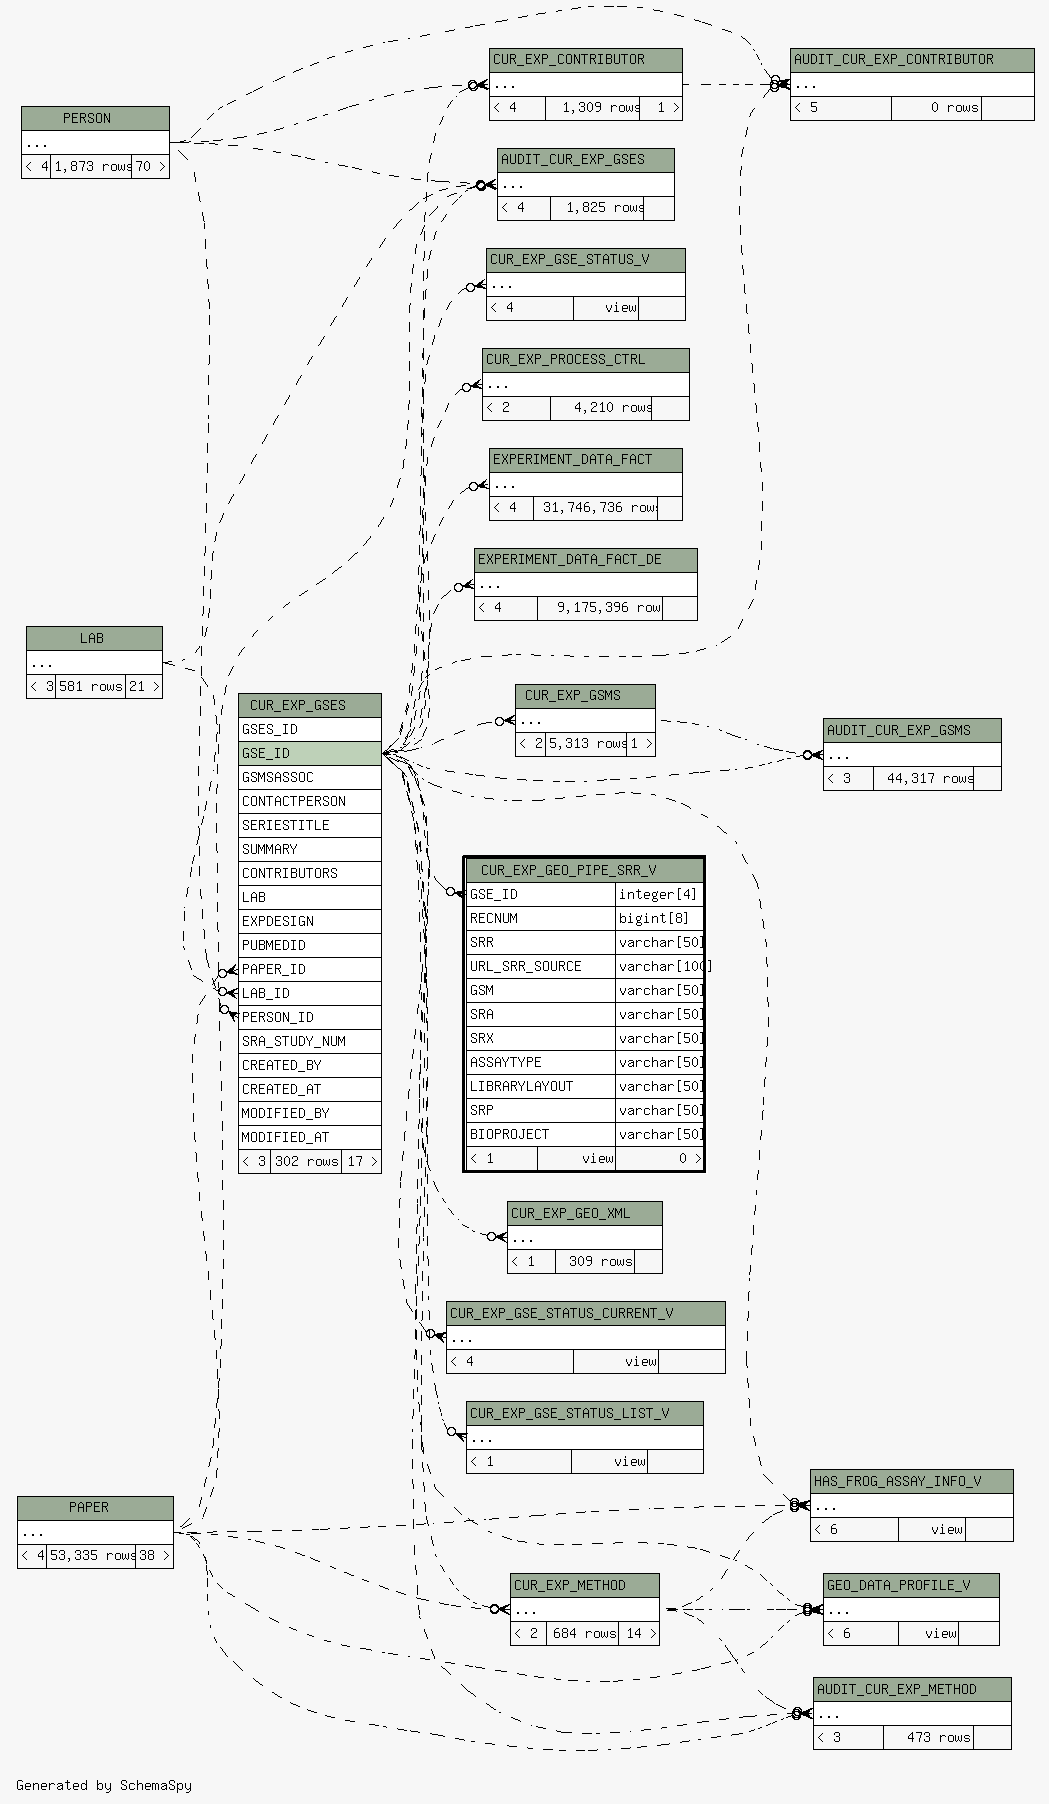 CUR_EXP_CONTRIBUTOR
...
< 4 1,309 rows 1 >
AUDIT_CUR_EXP_CONTRIBUTOR
...
< 5 0 rows
PERSON
...
< 4 1,873 rows 70 >
AUDIT_CUR_EXP_GSES
...
< 4 1,825 rows
CUR_EXP_GSE_STATUS_V
...
< 4 view
CUR_EXP_PROCESS_CTRL
...
< 2 4,210 rows
EXPERIMENT_DATA_FACT
...
< 4 31,746,736 row
EXPERIMENT_DATA_FACT_DE
...
< 4 9,175,396 row
LAB
...
< 3 581 rows 21 >
CUR_EXP_GSES
GSES_ID
GSE_ID
GSMSASSOC
CONTACTPERSON
SERIESTITLE
SUMMARY
CONTRIBUTORS
LAB
EXPDESIGN
PUBMEDID
PAPER_ID
LAB_ID
PERSON_ID
SRA_STUDY_NUM
CREATED_BY
CREATED_AT
MODIFIED_BY
MODIFIED_AT
< 3 302 rows 17 >
CUR_EXP_GSMS
...
< 2 5,313 rows 1 >
AUDIT_CUR_EXP_GSMS
...
< 3 44,317 rows
CUR_EXP_GEO_PIPE_SRR_V
GSE_ID integer[4]
RECNUM bigint[8]
SRR varchar[50]
URL_SRR_SOURCE varchar[100]
GSM varchar[50]
SRA varchar[50]
SRX varchar[50]
ASSAYTYPE varchar[50]
LIBRARYLAYOUT varchar[50]
SRP varchar[50]
BIOPROJECT varchar[50]
< 1 view 0 >
CUR_EXP_GEO_XML
...
< 1 309 rows
CUR_EXP_GSE_STATUS_CURRENT_V
...
< 4 view
CUR_EXP_GSE_STATUS_LIST_V
...
< 1 view
HAS_FROG_ASSAY_INFO_V
...
< 6 view
PAPER
...
< 4 53,335 rows 38 >
CUR_EXP_METHOD
...
< 2 684 rows 14 >
GEO_DATA_PROFILE_V
...
< 6 view
AUDIT_CUR_EXP_METHOD
...
< 3 473 rows
Generated by SchemaSpy